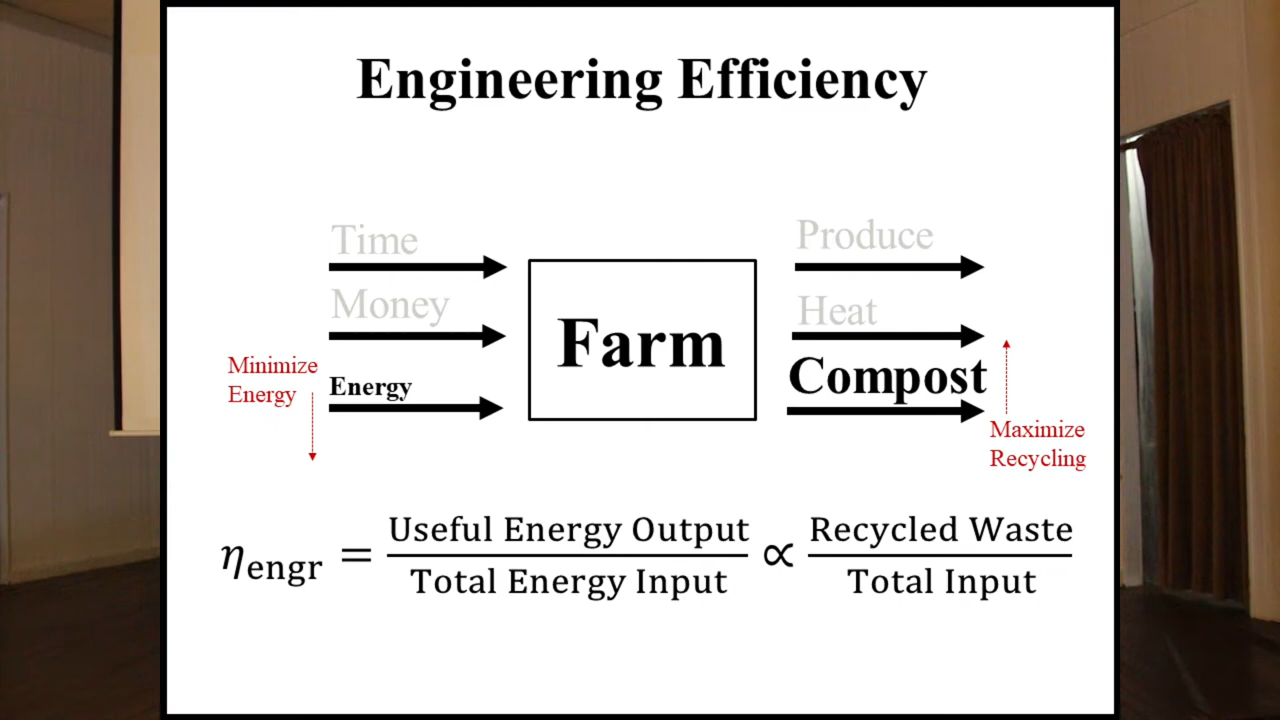 Engineering Efficiency
Time
Money
Minimize
Energy
Energy
Farm
Produce
Heat
Compost
Maximize
Recycling
η_engr = Useful Energy Output / Total Energy Input ∝ Recycled Waste / Total Input